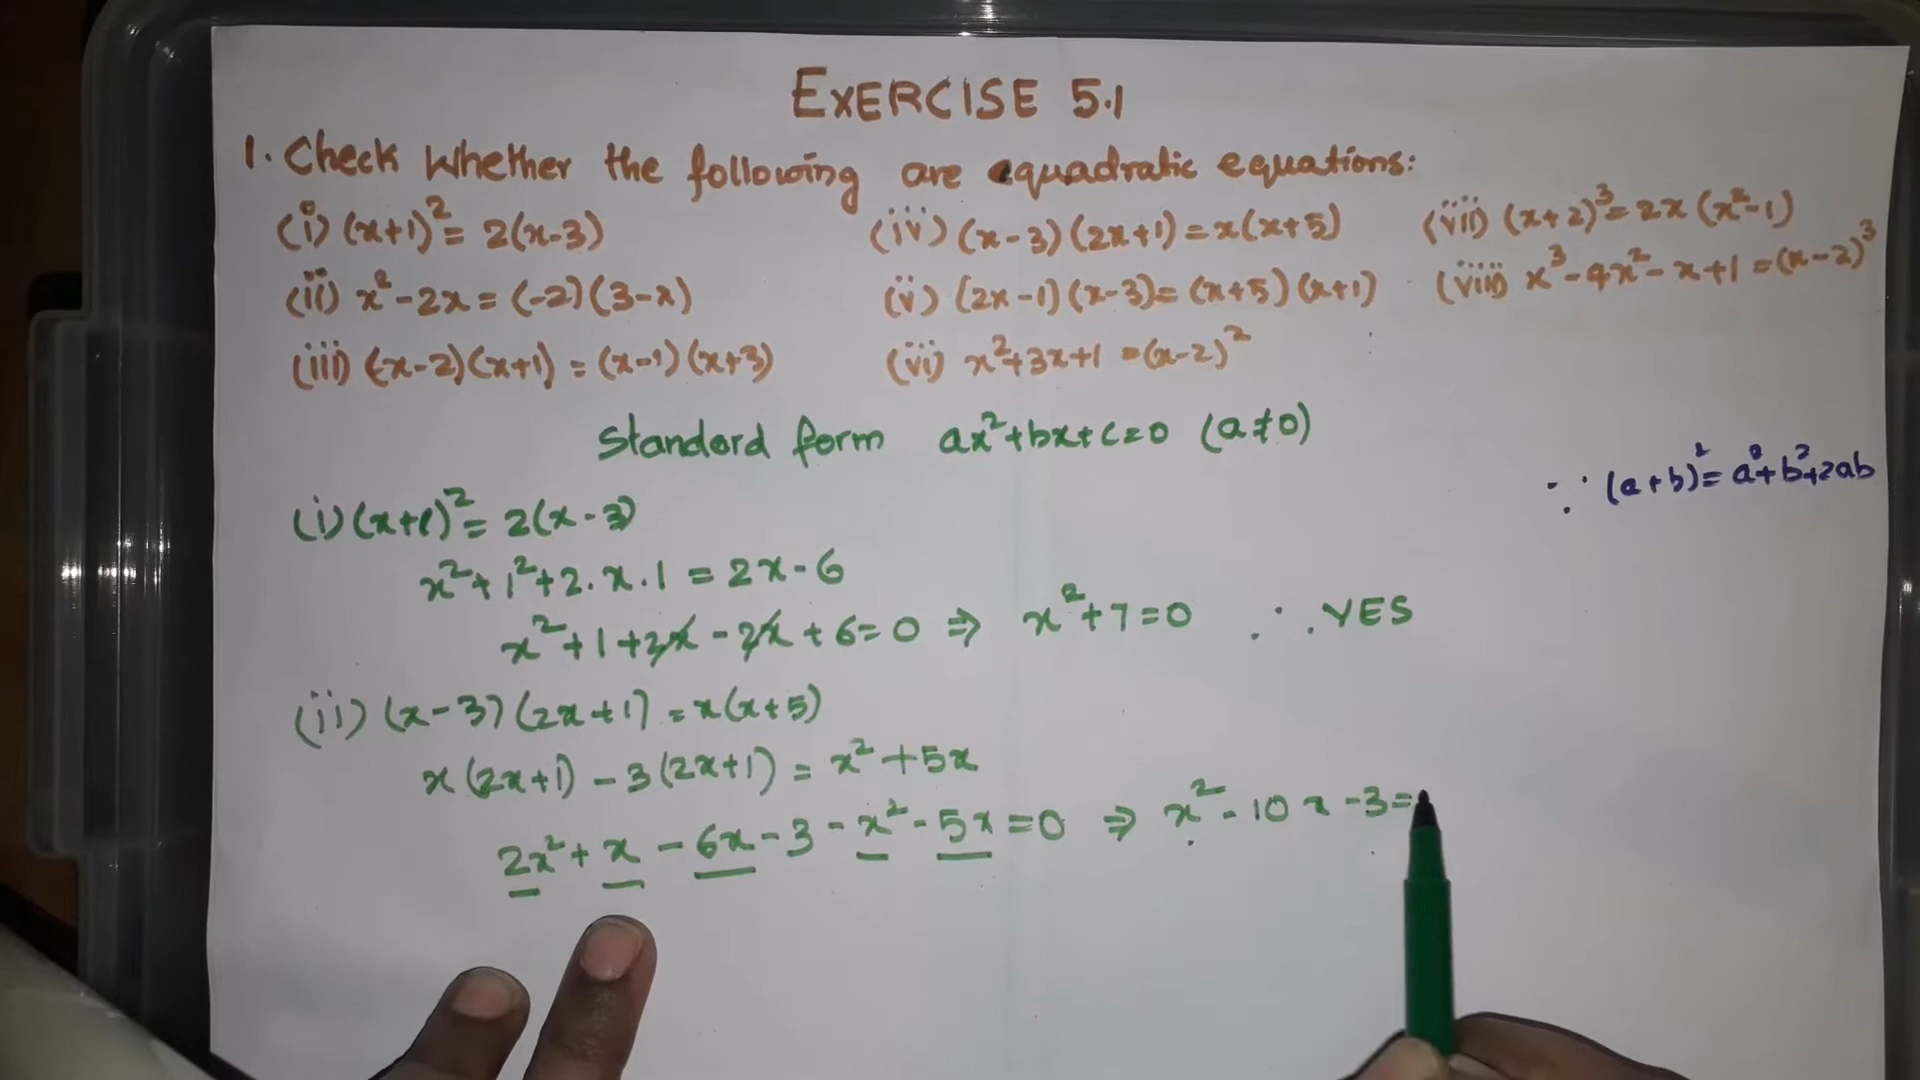 EXERCISE 5.1
1. Check whether the following are quadratic equations:
(i) (x+1)² = 2(x-3)
(ii) x² - 2x = (-2)(3-x)
(iii) (x-2)(x+1) = (x-1)(x+3)
(iv) (x-3)(2x+1) = x(x+5)
(v) (2x-1)(x-3) = (x+5)(x+1)
(vi) x²+3x+1 = (x-2)²
(vii) (x+2)³ = 2x(x²-1)
(viii) x³-4x²-x+1 = (x-2)³
Standard form ax²+bx+c=0 (a≠0)
∵ (a+b)² = a²+b²+2ab
(i) (x+1)² = 2(x-3)
x²+1²+2.x.1 = 2x-6
x²+1+2x-2x+6=0 ⇒ x²+7=0 ∴ YES
(ii) (x-3)(2x+1) = x(x+5)
x(2x+1) - 3(2x+1) = x²+5x
2x²+x-6x-3-x²-5x=0 ⇒ x²-10x-3=